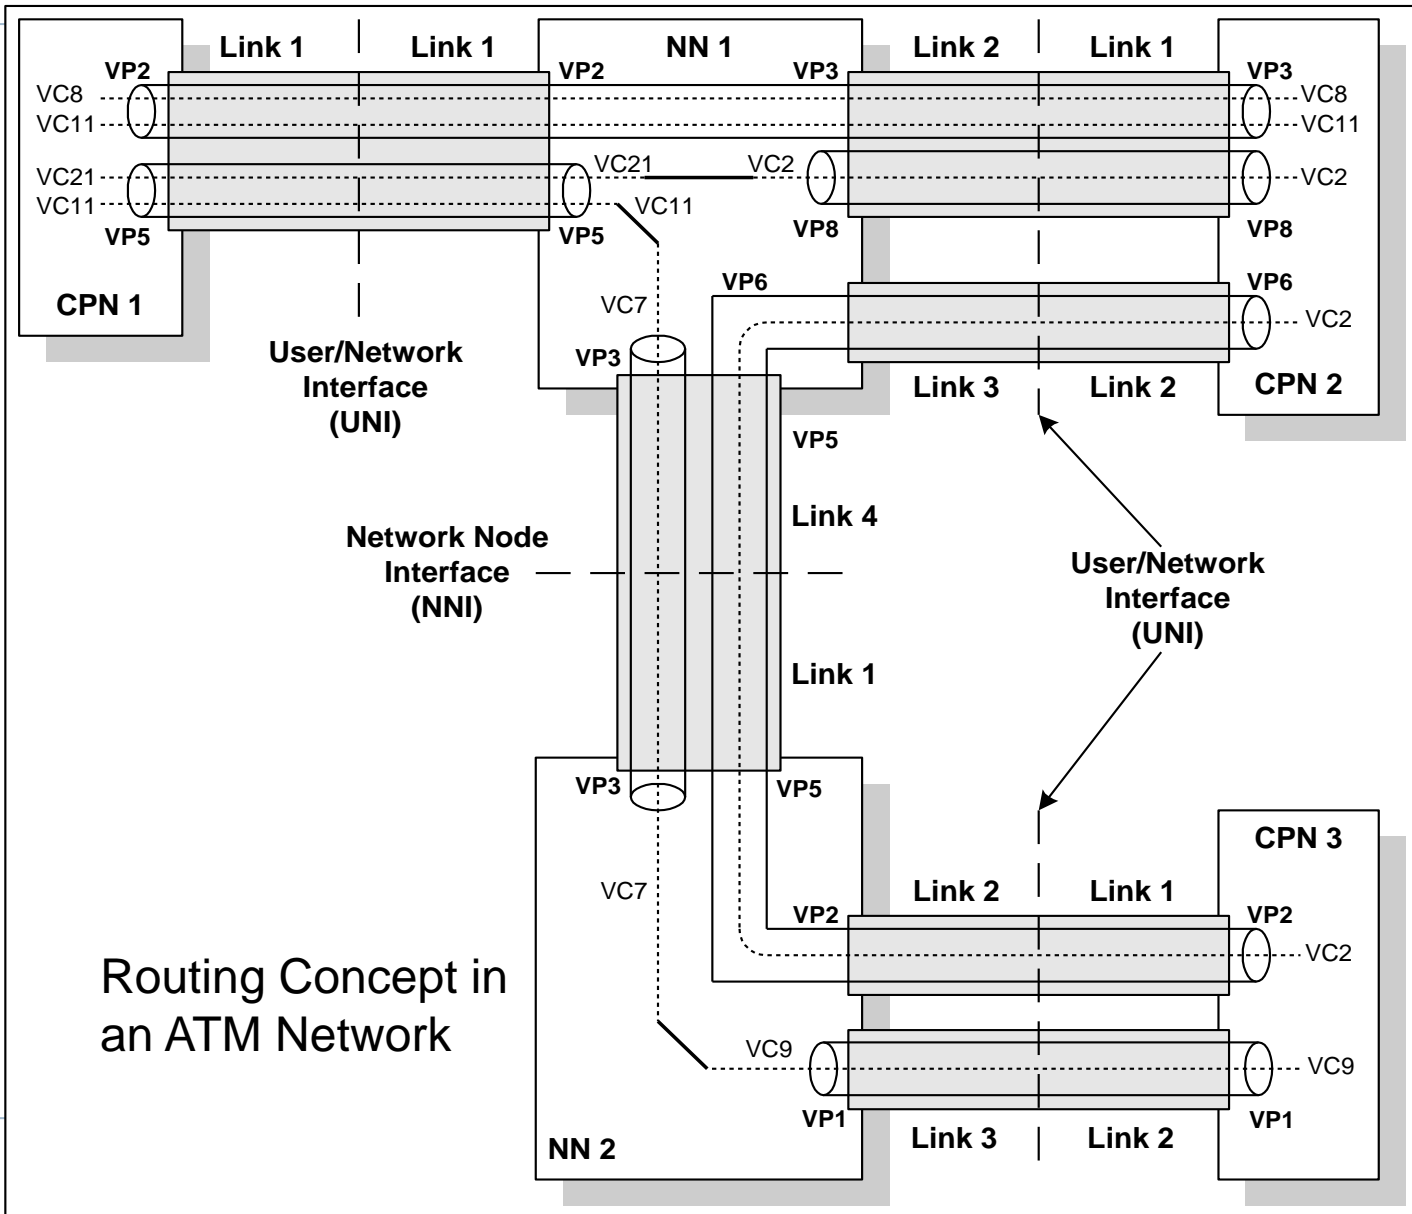 Link 1
Link 1
NN 1
Link 2
Link 1
VP2
VP2
VP3
VP3
VC8
VC8
VC11
VC11
VC21
VC21
VC2
VC2
VC11
VC11
VP5
VP5
VP8
VP8
CPN 1
VC7
VP6
VP6
VC2
User/Network
Interface
(UNI)
VP3
Link 3
Link 2
CPN 2
VP5
Link 4
Network Node
Interface
(NNI)
User/Network
Interface
(UNI)
Link 1
VP3
VP5
CPN 3
VC7
Link 2
Link 1
VP2
VP2
VC2
Routing Concept in
an ATM Network
VC9
VC9
VP1
VP1
NN 2
Link 3
Link 2